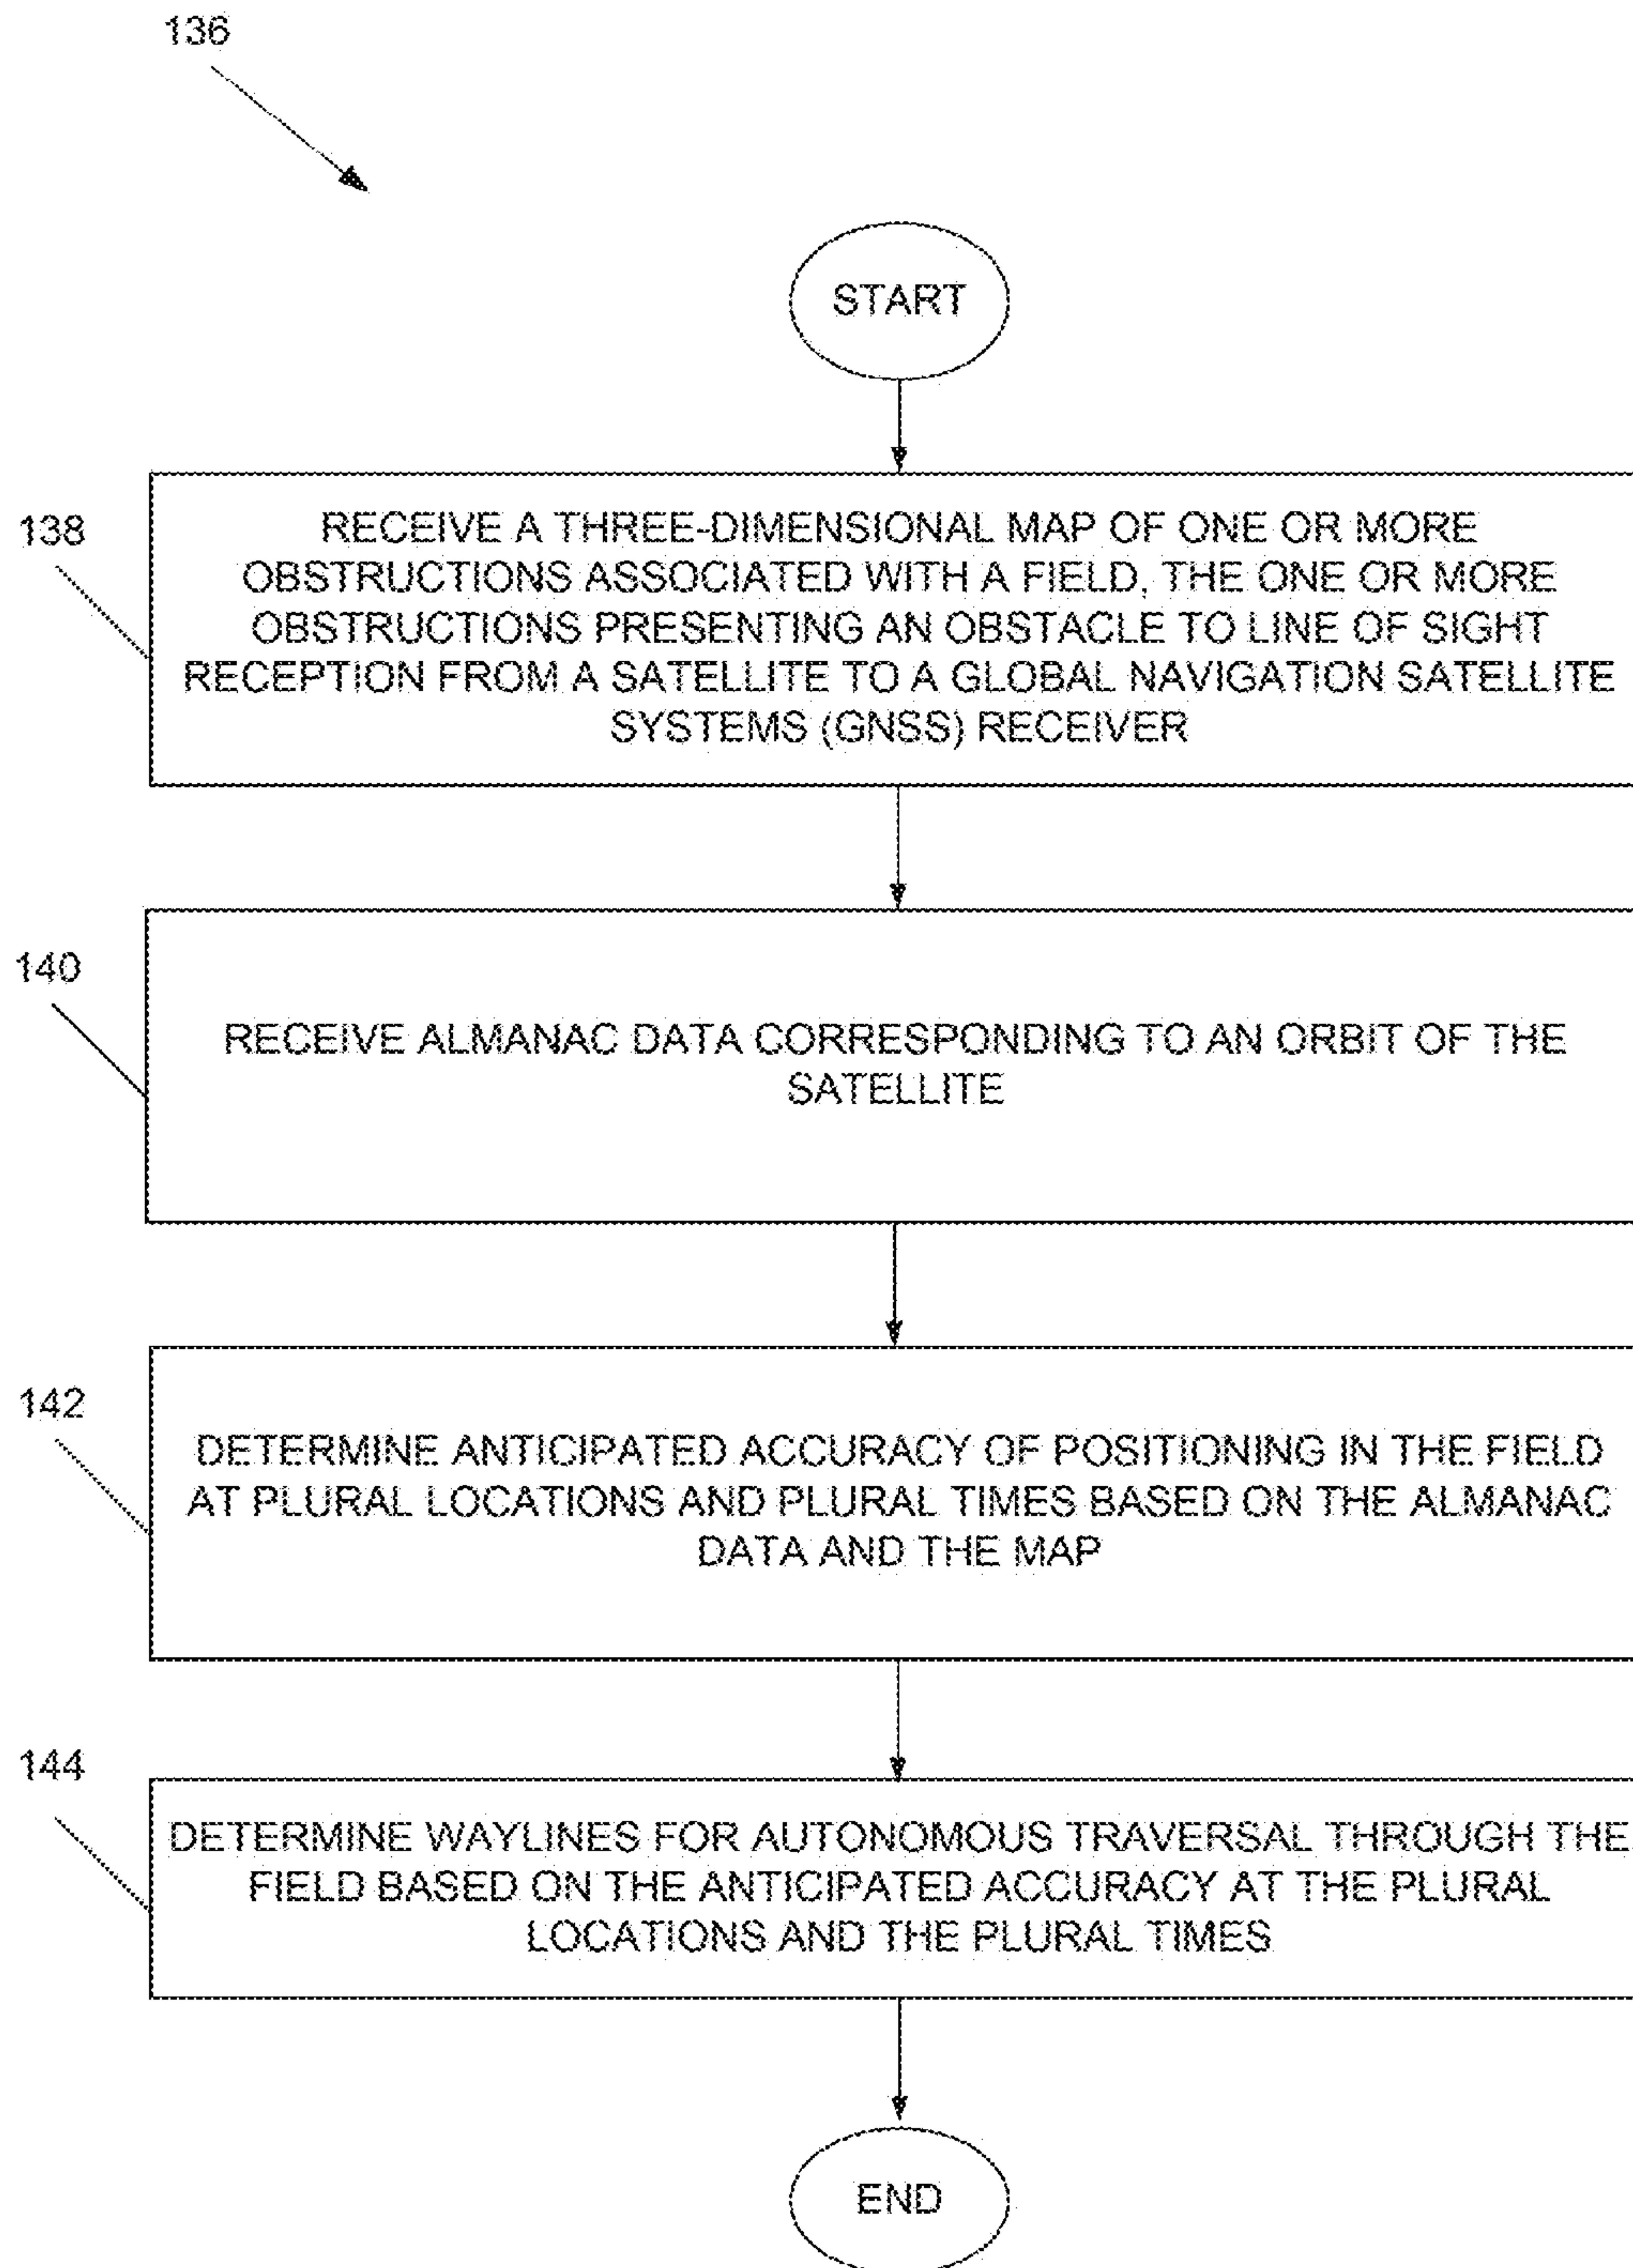 136
START
138
RECEIVE A THREE-DIMENSIONAL MAP OF ONE OR MORE
OBSTRUCTIONS ASSOCIATED WITH A FIELD, THE ONE OR MORE
OBSTRUCTIONS PRESENTING AN OBSTACLE TO LINE OF SIGHT
RECEPTION FROM A SATELLITE TO A GLOBAL NAVIGATION SATELLITE
SYSTEMS (GNSS) RECEIVER
140
RECEIVE ALMANAC DATA CORRESPONDING TO AN ORBIT OF THE
SATELLITE
142
DETERMINE ANTICIPATED ACCURACY OF POSITIONING IN THE FIELD
AT PLURAL LOCATIONS AND PLURAL TIMES BASED ON THE ALMANAC
DATA AND THE MAP
144
DETERMINE WAYLINES FOR AUTONOMOUS TRAVERSAL THROUGH THE
FIELD BASED ON THE ANTICIPATED ACCURACY AT THE PLURAL
LOCATIONS AND THE PLURAL TIMES
END